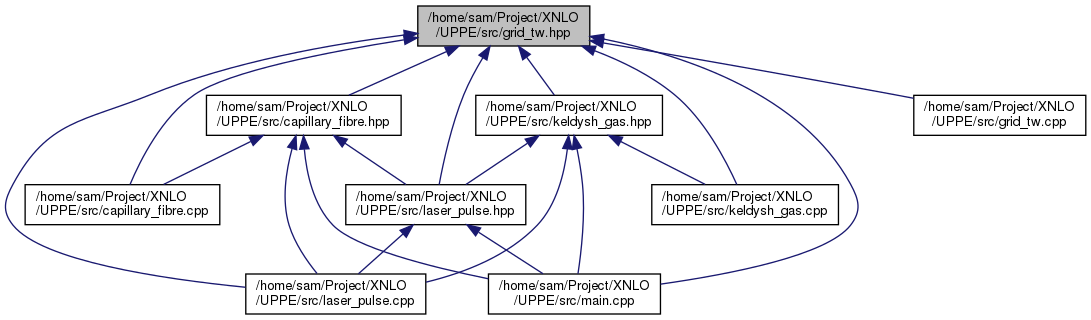 /home/sam/Project/XNLO
/UPPE/src/grid_tw.hpp
/home/sam/Project/XNLO
/UPPE/src/capillary_fibre.hpp
/home/sam/Project/XNLO
/UPPE/src/keldysh_gas.hpp
/home/sam/Project/XNLO
/UPPE/src/grid_tw.cpp
/home/sam/Project/XNLO
/UPPE/src/capillary_fibre.cpp
/home/sam/Project/XNLO
/UPPE/src/laser_pulse.hpp
/home/sam/Project/XNLO
/UPPE/src/keldysh_gas.cpp
/home/sam/Project/XNLO
/UPPE/src/laser_pulse.cpp
/home/sam/Project/XNLO
/UPPE/src/main.cpp